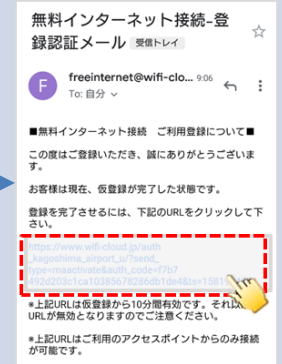 無料インターネット接続-登
録認証メール 受信トレイ
F
freeinternet@wifi-clo... 9:06
To: 自分
■無料インターネット接続 ご利用登録について■
この度はご登録いただき、誠にありがとうございま
す。
お客様は現在、仮登録が完了した状態です。
登録を完了させるには、下記のURLをクリックして下
さい。
https://www.wifi-cloud.jp/auth
_kagoshima_airport_u/?send_
type=maactivate&auth_code=f7b7
492d203c1ca10385678286db1de4&ts=1581
※上記URLは仮登録から10分間有効です。それ以
URLが無効となりますのでご注意ください。
※上記URLはご利用のアクセスポイントからのみ接続
が可能です。